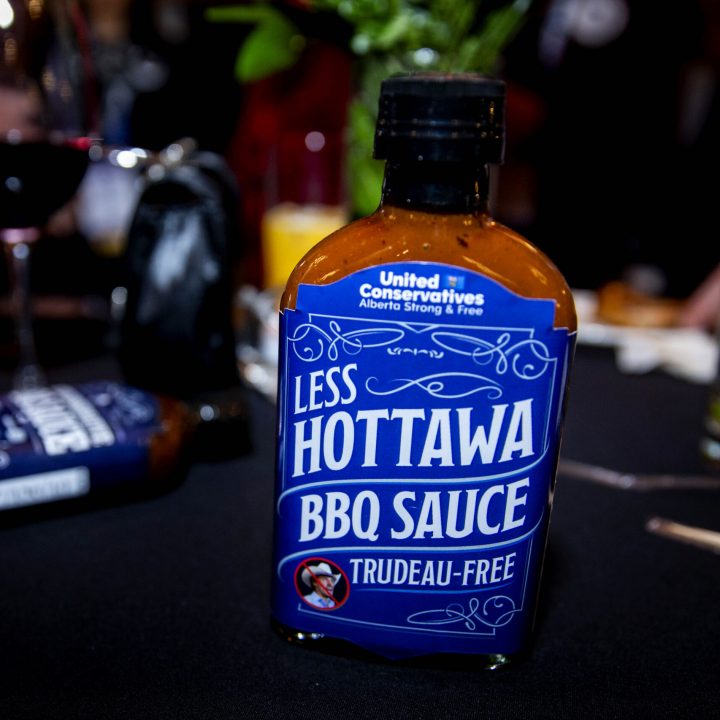 United
Conservatives
Alberta Strong & Free
LESS
HOTTAWA
BBQ SAUCE
TRUDEAU-FREE